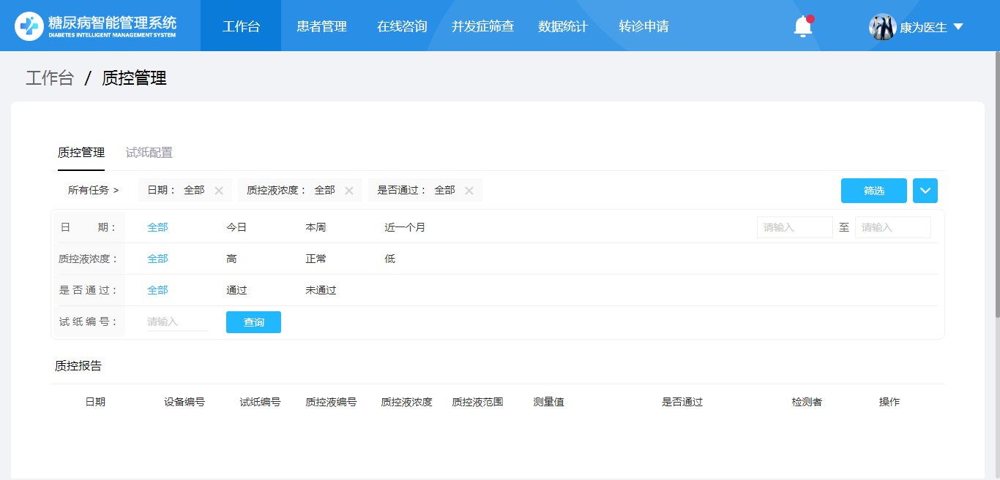 糖尿病智能管理系统
DIABETES INTELLIGENT MANAGEMENT SYSTEM
工作台 患者管理 在线咨询 并发症筛查 数据统计 转诊申请 康为医生
工作台 / 质控管理
质控管理 试纸配置
所有任务 > 日期： 全部 × 质控液浓度： 全部 × 是否通过： 全部 × 筛选
日 期： 全部 今日 本周 近一个月 请输入 至 请输入
质控液浓度： 全部 高 正常 低
是否通过： 全部 通过 未通过
试纸编号： 请输入 查询
质控报告
日期 设备编号 试纸编号 质控液编号 质控液浓度 质控液范围 测量值 是否通过 检测者 操作